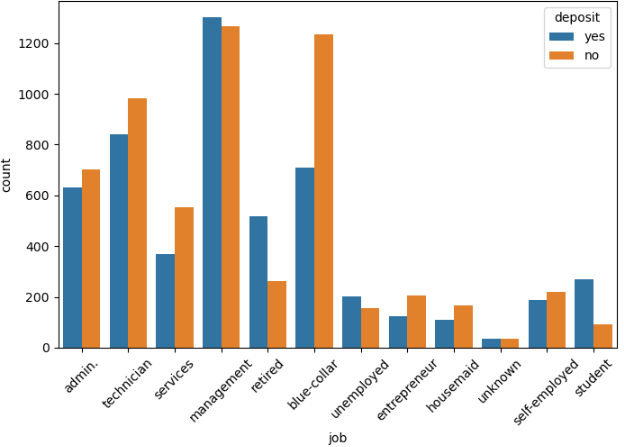 deposit
yes
no
count
1200
1000
800
600
400
200
0
admin.
technician
services
management
retired
blue-collar
unemployed
entrepreneur
housemaid
unknown
self-employed
student
job